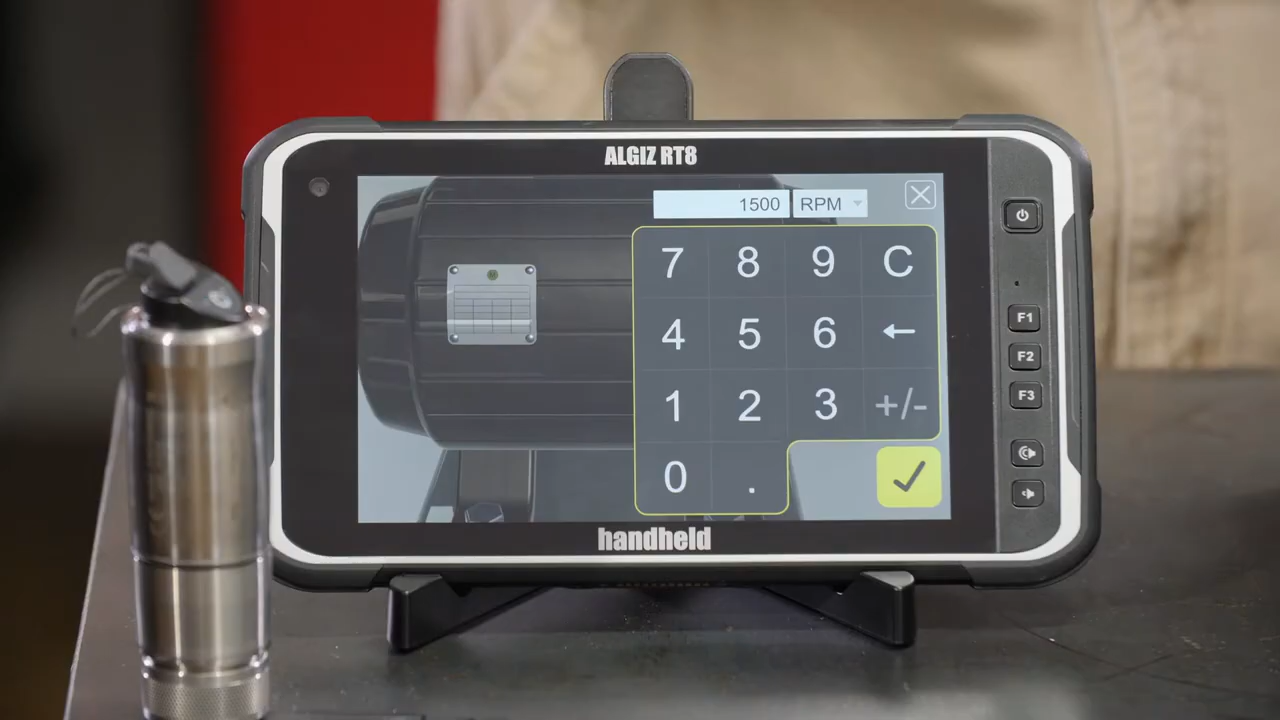 ALGIZ RT8
1500 RPM
7 8 9 C
4 5 6 ←
1 2 3 +/-
0 .
F1
F2
F3
handheld